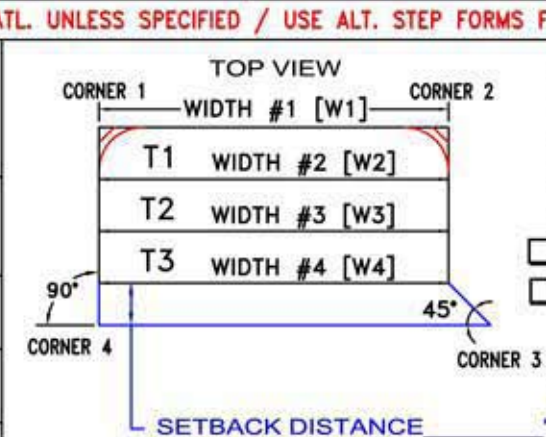 ATL. UNLESS SPECIFIED / USE ALT. STEP FORMS F
TOP VIEW
CORNER 1
CORNER 2
WIDTH #1 [W1]
T1 WIDTH #2 [W2]
T2 WIDTH #3 [W3]
T3 WIDTH #4 [W4]
90°
45°
CORNER 4
CORNER 3
SETBACK DISTANCE